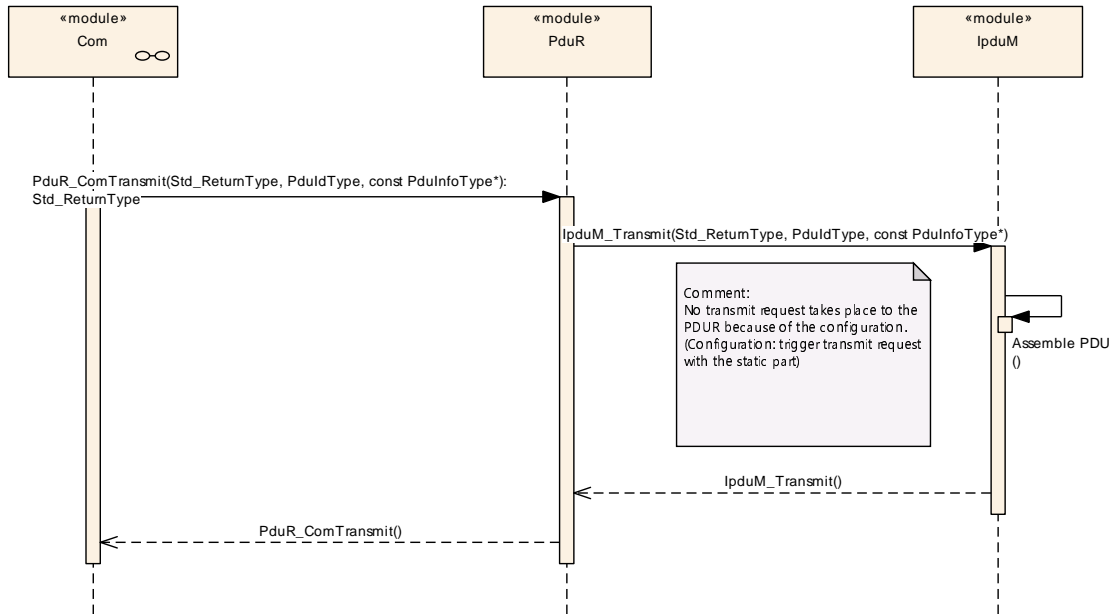 «module»
Com
«module»
PduR
«module»
IpduM
PduR_ComTransmit(Std_ReturnType, PduIdType, const PduInfoType*):
Std_ReturnType
IpduM_Transmit(Std_ReturnType, PduIdType, const PduInfoType*)
Comment:
No transmit request takes place to the
PDUR because of the configuration.
(Configuration: trigger transmit request
with the static part)
Assemble PDU
()
IpduM_Transmit()
PduR_ComTransmit()